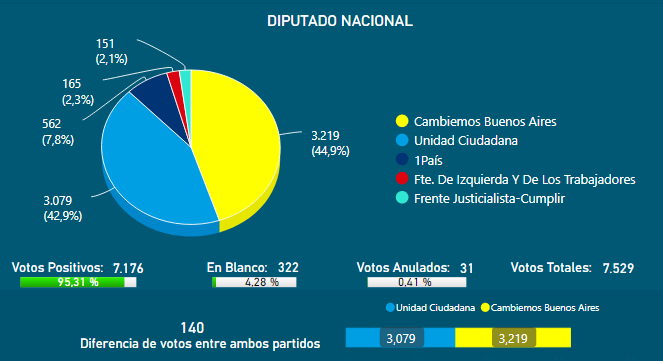 DIPUTADO NACIONAL
151
(2,1%)
165
(2,3%)
562
(7,8%)
3.079
(42,9%)
3.219
(44,9%)
Cambiemos Buenos Aires
Unidad Ciudadana
1País
Fte. De Izquierda Y De Los Trabajadores
Frente Justicialista-Cumplir
Votos Positivos: 7.176
95,31 %
En Blanco: 322
4.28 %
Votos Anulados: 31
0,41 %
Votos Totales: 7.529
Unidad Ciudadana Cambiemos Buenos Aires
140
Diferencia de votos entre ambos partidos
3,079 3,219